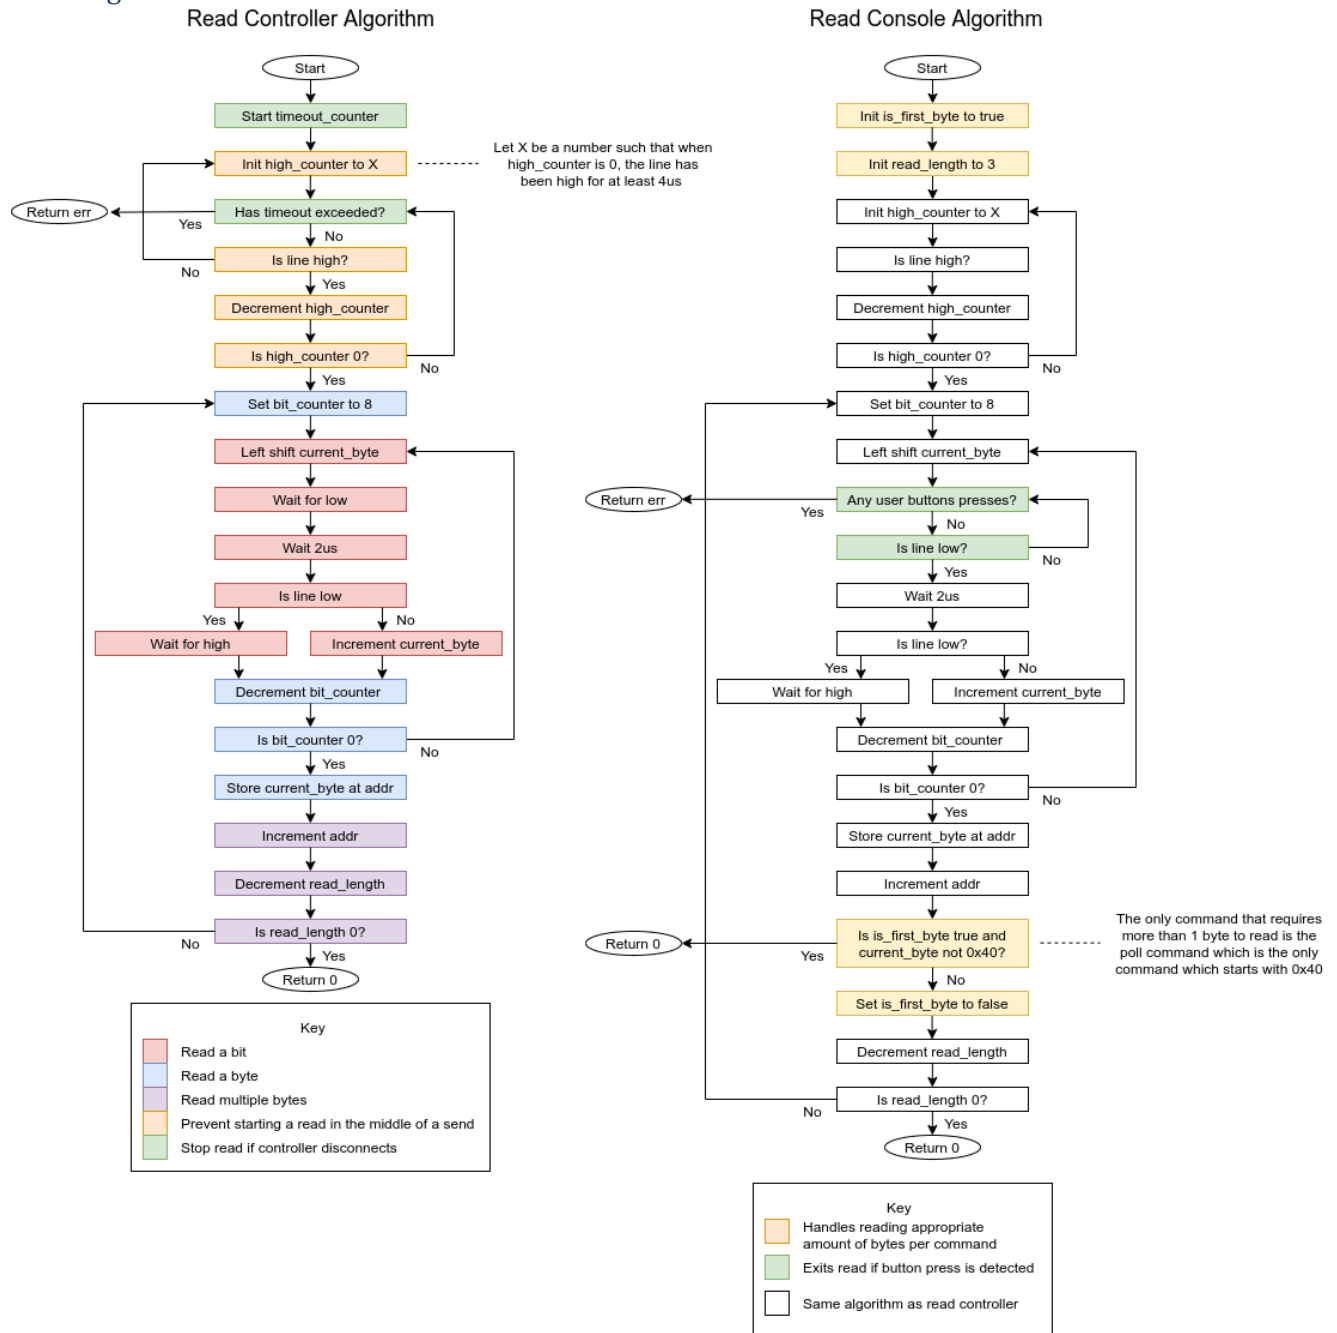 Read Controller Algorithm
Start
Start timeout_counter
Init high_counter to X
Let X be a number such that when
high_counter is 0, the line has
been high for at least 4us
Has timeout exceeded?
Yes
Return err
No
Is line high?
No
Yes
Decrement high_counter
Is high_counter 0?
No
Yes
Set bit_counter to 8
Left shift current_byte
Wait for low
Wait 2us
Is line low
Yes
No
Wait for high
Increment current_byte
Decrement bit_counter
Is bit_counter 0?
No
Yes
Store current_byte at addr
Increment addr
Decrement read_length
Is read_length 0?
No
Yes
Return 0
Key
Read a bit
Read a byte
Read multiple bytes
Prevent starting a read in the middle of a send
Stop read if controller disconnects
Read Console Algorithm
Start
Init is_first_byte to true
Init read_length to 3
Init high_counter to X
Is line high?
Decrement high_counter
Is high_counter 0?
No
Yes
Set bit_counter to 8
Left shift current_byte
Any user buttons presses?
Yes
Return err
No
Is line low?
No
Yes
Wait 2us
Is line low?
Yes
No
Wait for high
Increment current_byte
Decrement bit_counter
Is bit_counter 0?
No
Yes
Store current_byte at addr
Increment addr
Is is_first_byte true and
current_byte not 0x40?
Yes
Return 0
The only command that requires
more than 1 byte to read is the
poll command which is the only
command which starts with 0x40
No
Set is_first_byte to false
Decrement read_length
Is read_length 0?
No
Yes
Return 0
Key
Handles reading appropriate
amount of bytes per command
Exits read if button press is detected
Same algorithm as read controller